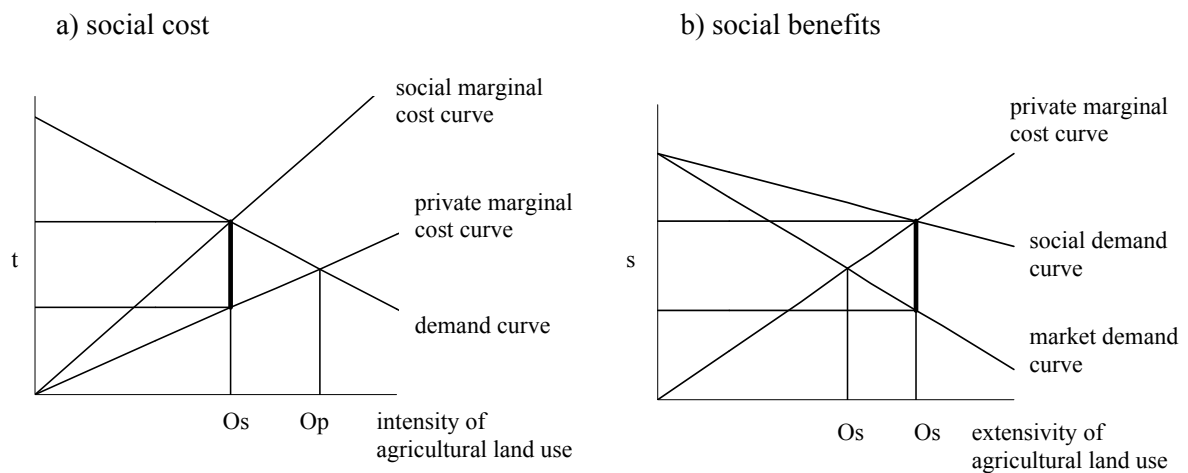 a) social cost
social marginal
cost curve
private marginal
cost curve
t
demand curve
Os
Op
intensity of
agricultural land use
b) social benefits
private marginal
cost curve
social demand
curve
s
market demand
curve
Os
Os
extensivity of
agricultural land use